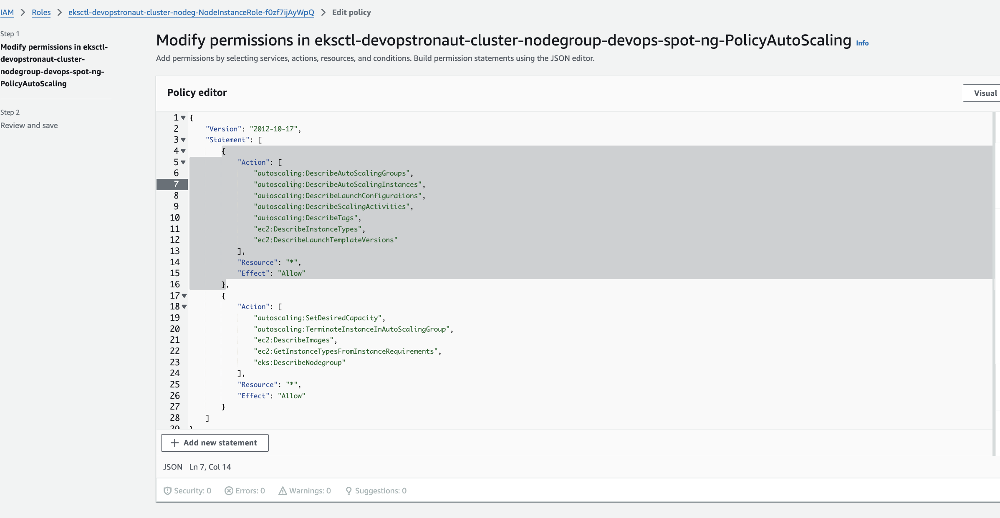 IAM > Roles > eksctl-devopstronaut-cluster-nodeg-NodeInstanceRole-f0zf7ijAyWpQ > Edit policy
Step 1
Modify permissions in eksctl-
devopstronaut-cluster-
nodegroup-devops-spot-ng-
PolicyAutoScaling
Step 2
Review and save
Modify permissions in eksctl-devopstronaut-cluster-nodegroup-devops-spot-ng-PolicyAutoScaling Info
Add permissions by selecting services, actions, resources, and conditions. Build permission statements using the JSON editor.
Policy editor
Visual
1 {
2 "Version": "2012-10-17",
3 "Statement": [
4 {
5 "Action": [
6 "autoscaling:DescribeAutoScalingGroups",
7 "autoscaling:DescribeAutoScalingInstances",
8 "autoscaling:DescribeLaunchConfigurations",
9 "autoscaling:DescribeScalingActivities",
10 "autoscaling:DescribeTags",
11 "ec2:DescribeInstanceTypes",
12 "ec2:DescribeLaunchTemplateVersions"
13 ],
14 "Resource": "*",
15 "Effect": "Allow"
16 },
17 {
18 "Action": [
19 "autoscaling:SetDesiredCapacity",
20 "autoscaling:TerminateInstanceInAutoScalingGroup",
21 "ec2:DescribeImages",
22 "ec2:GetInstanceTypesFromInstanceRequirements",
23 "eks:DescribeNodegroup"
24 ],
25 "Resource": "*",
26 "Effect": "Allow"
27 }
28 ]
29 }
+ Add new statement
JSON Ln 7, Col 14
Security: 0 Errors: 0 Warnings: 0 Suggestions: 0